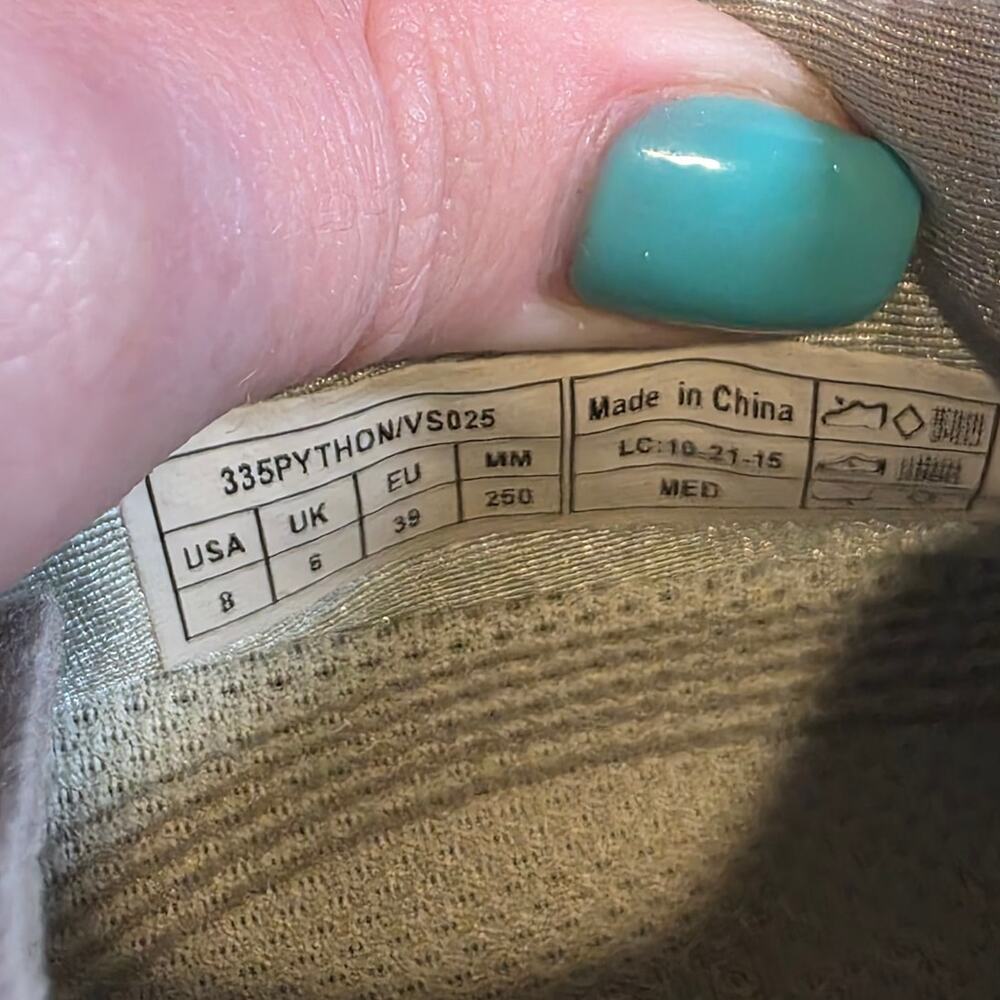 335PYTHON/VS025
USA UK EU MM
8 6 39 250
Made in China
LC:10-21-15
MED